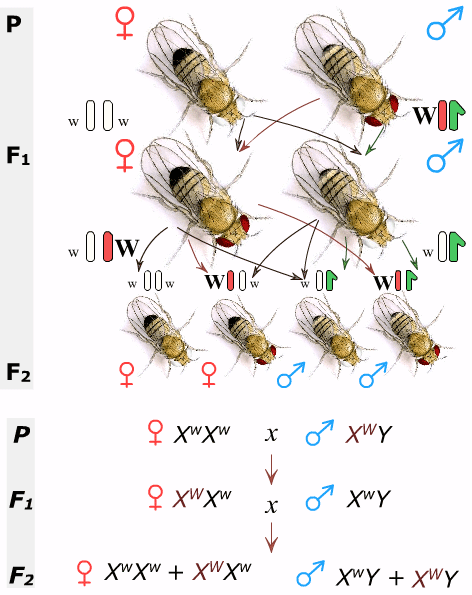 P ♀ ♂
w w W
F₁ ♀ ♂
w W w
w w W w w W
F₂ ♀ ♀ ♂ ♂
P ♀ XʷXʷ x ♂ XᵂY
F₁ ♀ XᵂXʷ x ♂ XʷY
F₂ ♀ XʷXʷ + XᵂXʷ ♂ XʷY + XᵂY